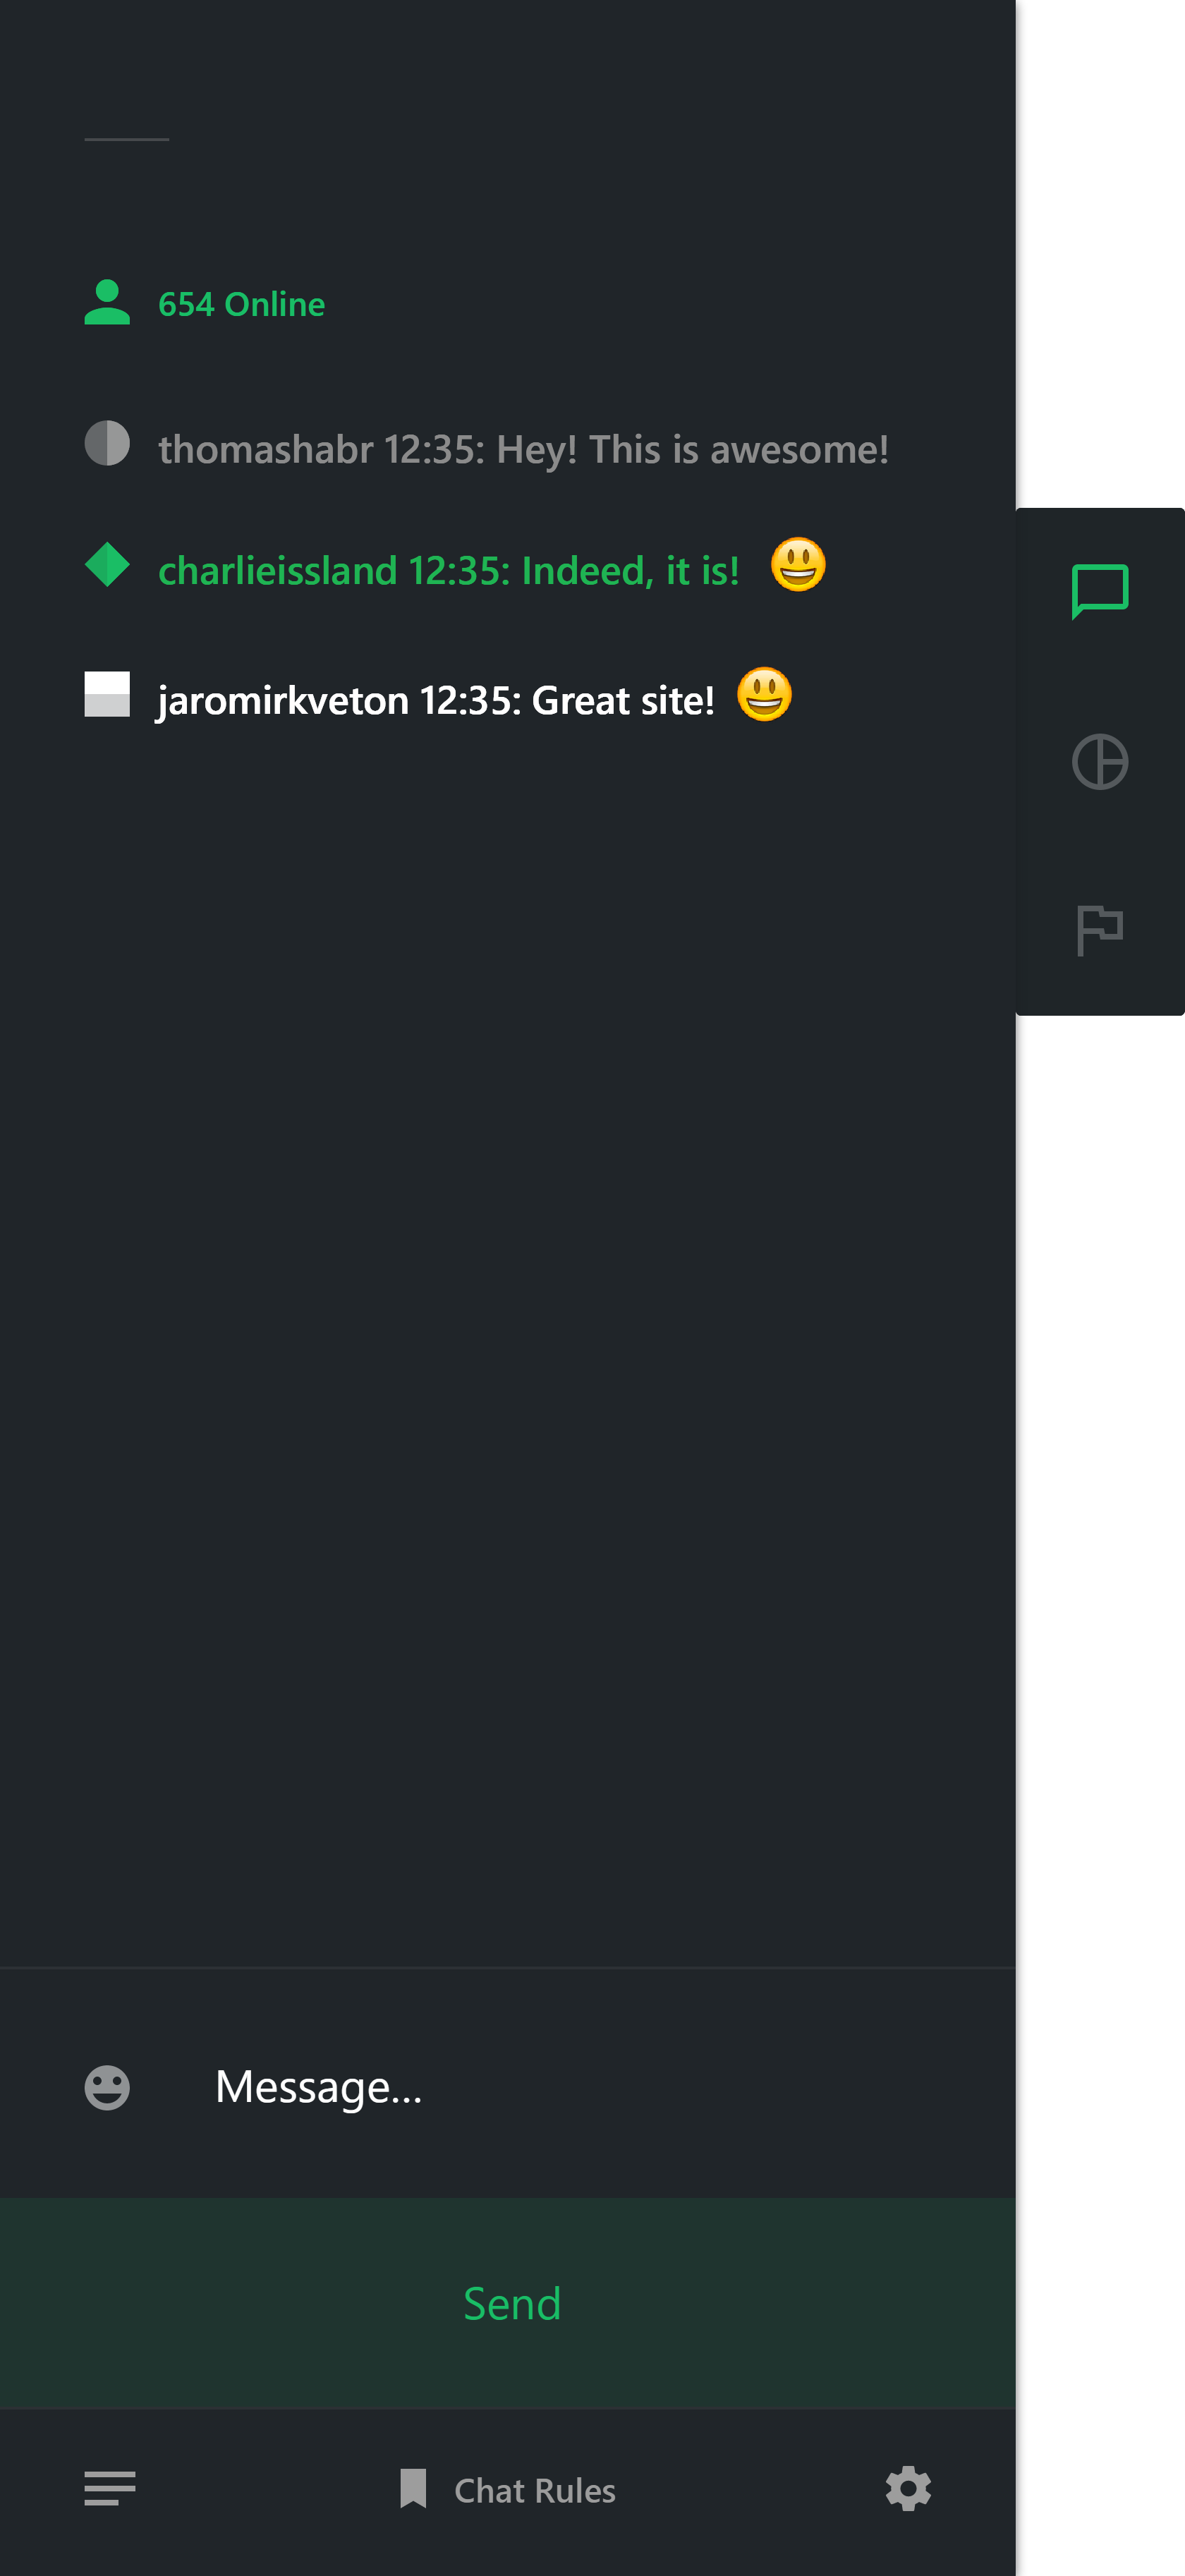 654 Online
thomashabr 12:35: Hey! This is awesome!
charlieissland 12:35: Indeed, it is! 😃
jaromirkveton 12:35: Great site! 😃
Message...
Send
Chat Rules